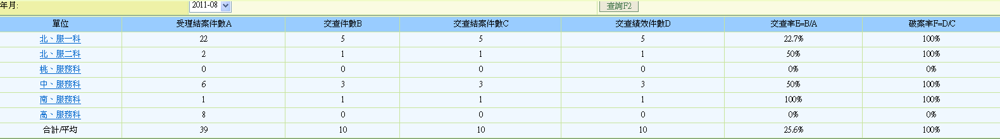 年月: 2011-08 查詢F2
單位 受理結案件數A 交查件數B 交查結案件數C 交查績效件數D 交查率E=B/A 破案率F=D/C
北、服一科 22 5 5 5 22.7% 100%
北、服二科 2 1 1 1 50% 100%
桃、服務科 0 0 0 0 0% 0%
中、服務科 6 3 3 3 50% 100%
南、服務科 1 1 1 1 100% 100%
高、服務科 8 0 0 0 0% 0%
合計/平均 39 10 10 10 25.6% 100%